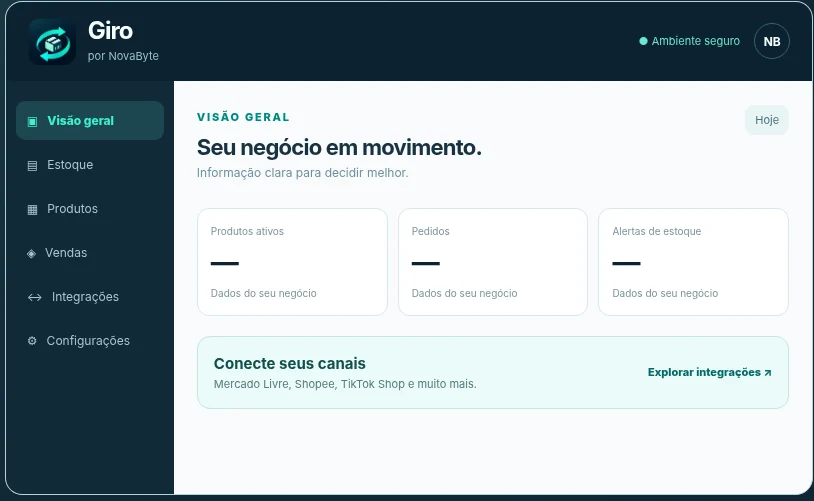 Giro
por NovaByte
Ambiente seguro
NB
Visão geral
Estoque
Produtos
Vendas
Integrações
Configurações
VISÃO GERAL
Hoje
Seu negócio em movimento.
Informação clara para decidir melhor.
Produtos ativos
—
Dados do seu negócio
Pedidos
—
Dados do seu negócio
Alertas de estoque
—
Dados do seu negócio
Conecte seus canais
Mercado Livre, Shopee, TikTok Shop e muito mais.
Explorar integrações ↗